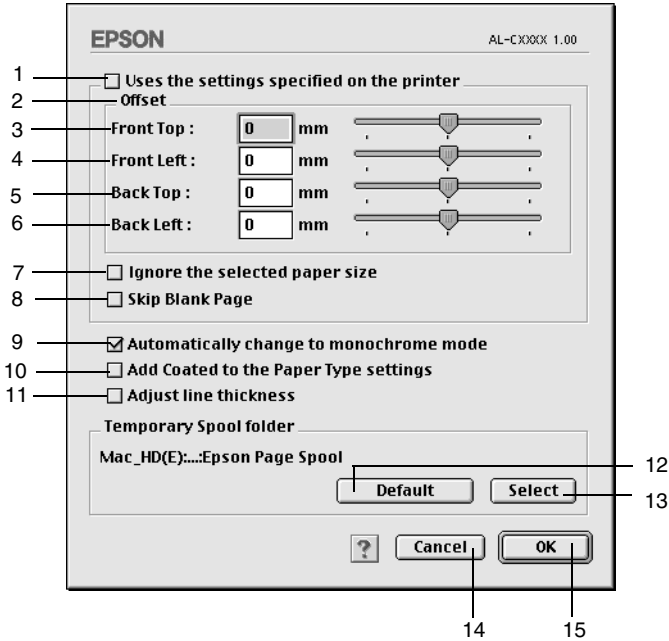 EPSON AL-CXXXX 1.00
1 Uses the settings specified on the printer
2 Offset
3 Front Top : 0 mm
4 Front Left : 0 mm
5 Back Top : 0 mm
6 Back Left : 0 mm
7 Ignore the selected paper size
8 Skip Blank Page
9 Automatically change to monochrome mode
10 Add Coated to the Paper Type settings
11 Adjust line thickness
Temporary Spool folder
Mac_HD(E):...:Epson Page Spool
12
Default Select
13
? Cancel OK
14 15